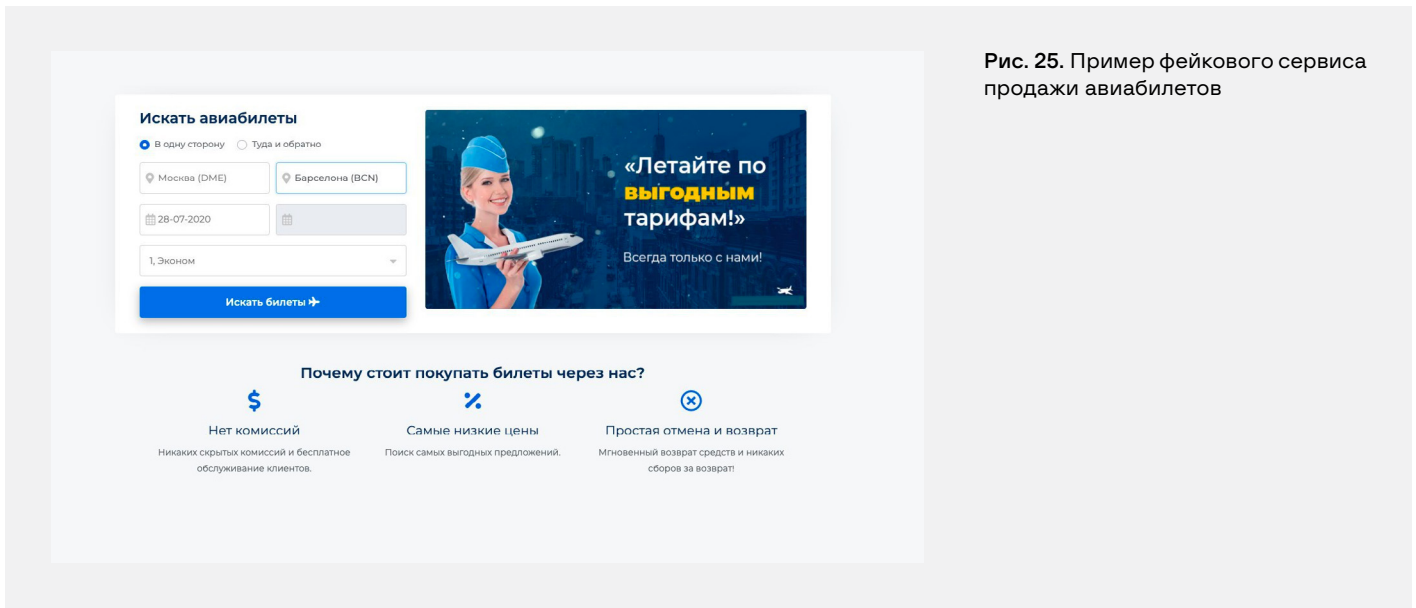 Рис. 25. Пример фейкового сервиса
продажи авиабилетов
Искать авиабилеты
В одну сторону Туда и обратно
Москва (DME) Барселона (BCN)
28-07-2020
1, Эконом
Искать билеты
«Летайте по
выгодным
тарифам!»
Всегда только с нами!
Почему стоит покупать билеты через нас?
Нет комиссий
Никаких скрытых комиссий и бесплатное
обслуживание клиентов.
Самые низкие цены
Поиск самых выгодных предложений.
Простая отмена и возврат
Мгновенный возврат средств и никаких
сборов за возврат!